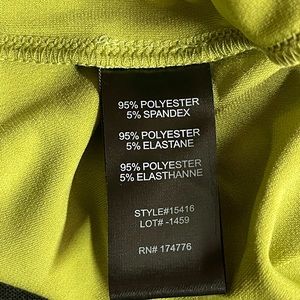 95% POLYESTER
5% SPANDEX
95% POLYESTER
5% ELASTANE
95% POLYESTER
5% ELASTHANNE
STYLE#15416
LOT# -1459
RN# 174776